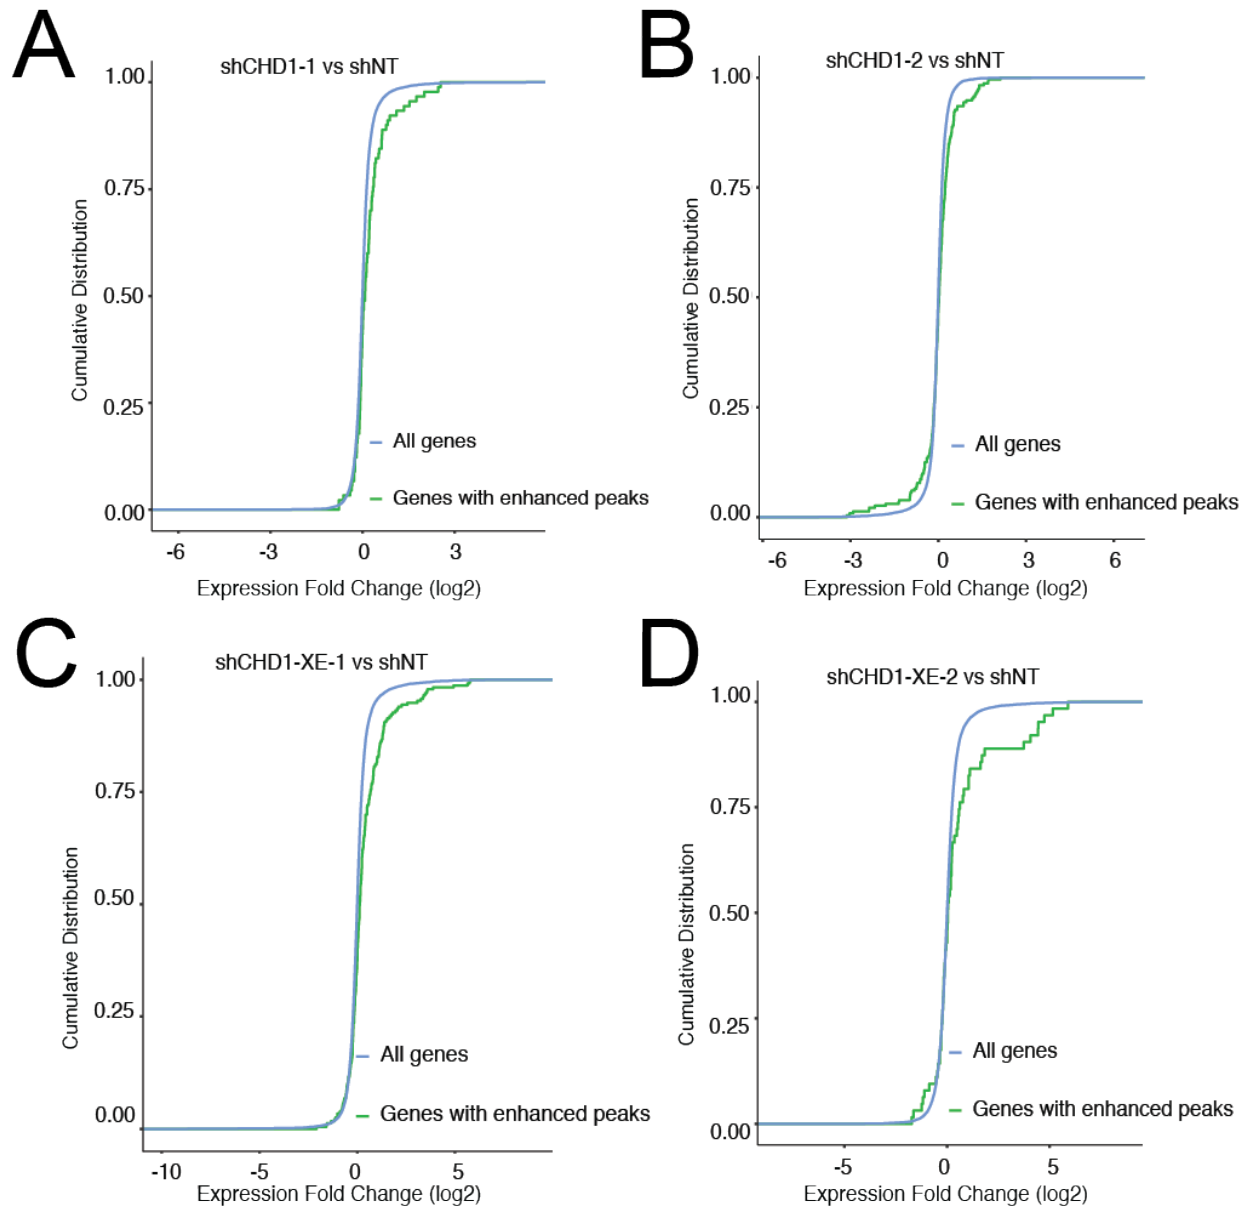 A
shCHD1-1 vs shNT
1.00
0.75
0.50
0.25
0.00
Cumulative Distribution
All genes
Genes with enhanced peaks
-6 -3 0 3
Expression Fold Change (log2)
B
shCHD1-2 vs shNT
1.00
0.75
0.50
0.25
0.00
Cumulative Distribution
All genes
Genes with enhanced peaks
-6 -3 0 3 6
Expression Fold Change (log2)
C
shCHD1-XE-1 vs shNT
1.00
0.75
0.50
0.25
0.00
Cumulative Distribution
All genes
Genes with enhanced peaks
-10 -5 0 5
Expression Fold Change (log2)
D
shCHD1-XE-2 vs shNT
1.00
0.75
0.50
0.25
0.00
Cumulative Distribution
All genes
Genes with enhanced peaks
-5 0 5
Expression Fold Change (log2)